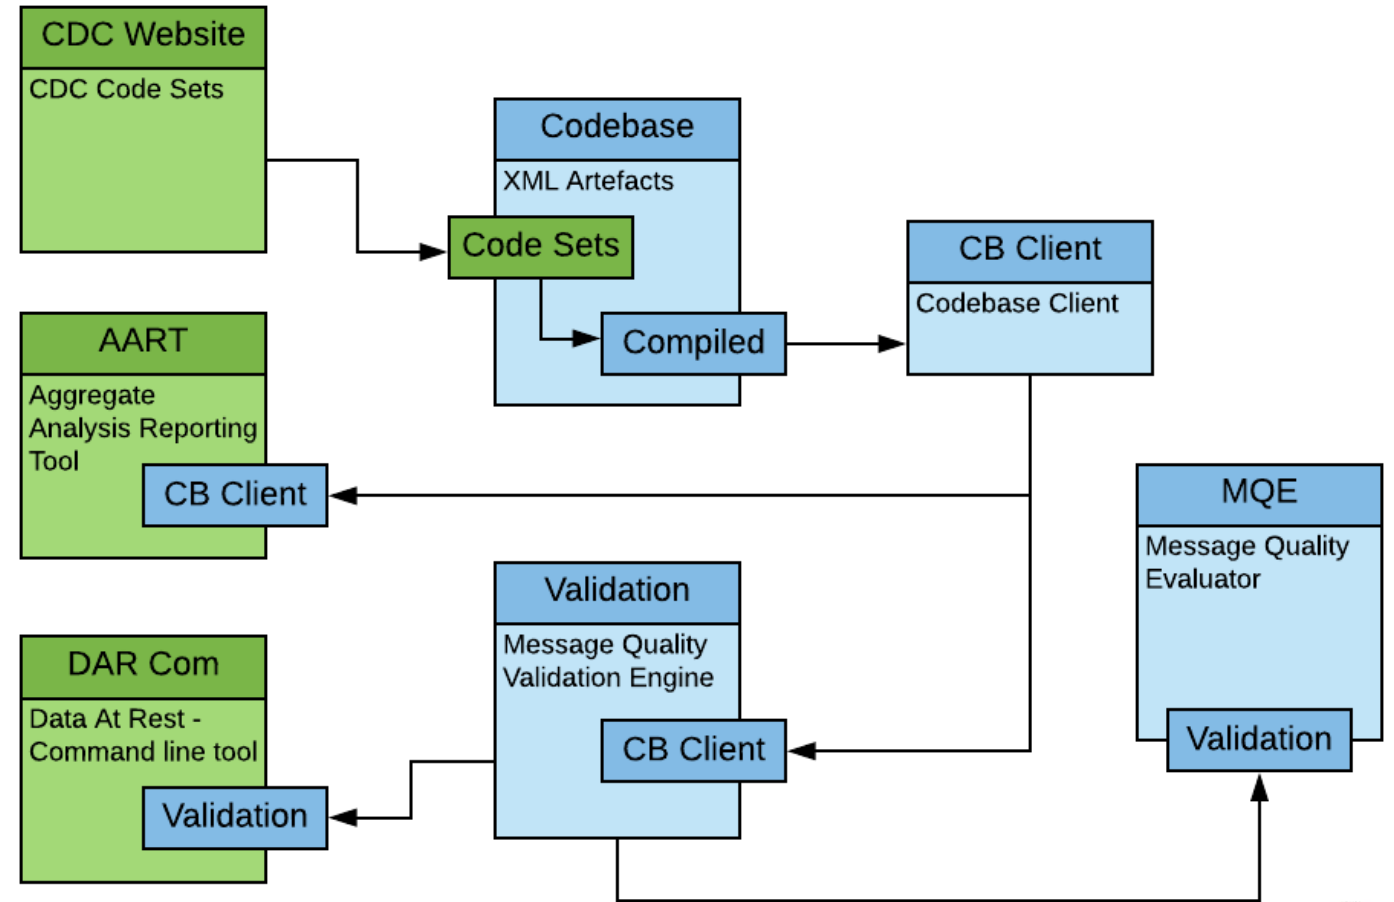 CDC Website
CDC Code Sets
Codebase
XML Artefacts
Code Sets
Compiled
CB Client
Codebase Client
AART
Aggregate
Analysis Reporting
Tool
CB Client
MQE
Message Quality
Evaluator
Validation
Validation
Message Quality
Validation Engine
CB Client
DAR Com
Data At Rest -
Command line tool
Validation